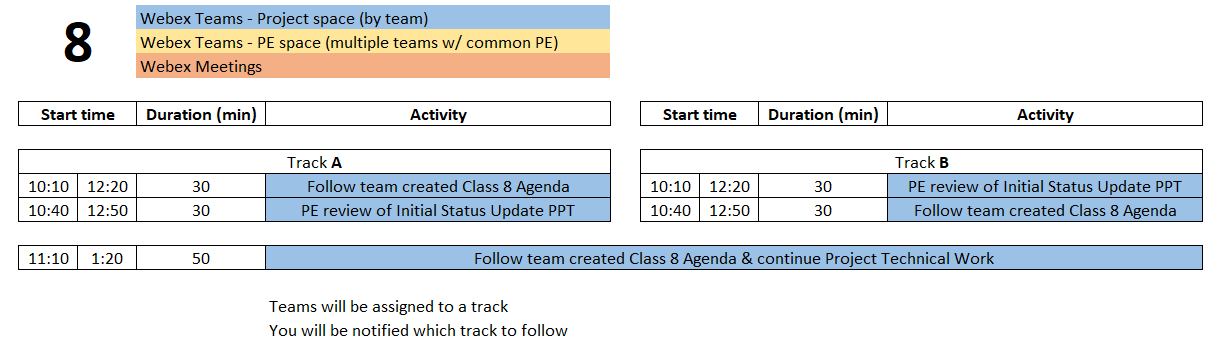 8
Webex Teams - Project space (by team)
Webex Teams - PE space (multiple teams w/ common PE)
Webex Meetings
Start time Duration (min) Activity Start time Duration (min) Activity
Track A Track B
10:10 12:20 30 Follow team created Class 8 Agenda 10:10 12:20 30 PE review of Initial Status Update PPT
10:40 12:50 30 PE review of Initial Status Update PPT 10:40 12:50 30 Follow team created Class 8 Agenda
11:10 1:20 50 Follow team created Class 8 Agenda & continue Project Technical Work
Teams will be assigned to a track
You will be notified which track to follow